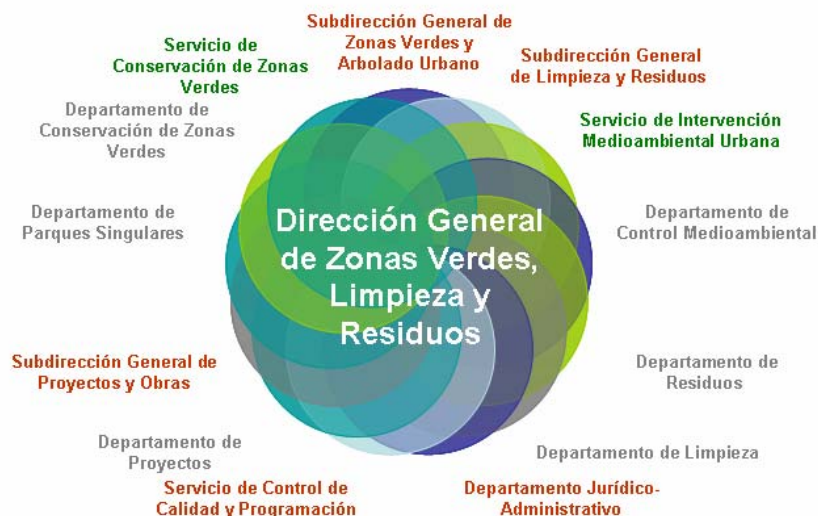 Subdirección General de
Zonas Verdes y
Arbolado Urbano
Subdirección General
de Limpieza y Residuos
Servicio de Intervención
Medioambiental Urbana
Departamento de
Control Medioambiental
Departamento de
Residuos
Departamento de Limpieza
Departamento Jurídico-
Administrativo
Servicio de Control de
Calidad y Programación
Departamento de
Proyectos
Subdirección General de
Proyectos y Obras
Departamento de
Parques Singulares
Departamento de
Conservación de Zonas
Verdes
Servicio de
Conservación de Zonas
Verdes
Dirección General
de Zonas Verdes,
Limpieza y
Residuos